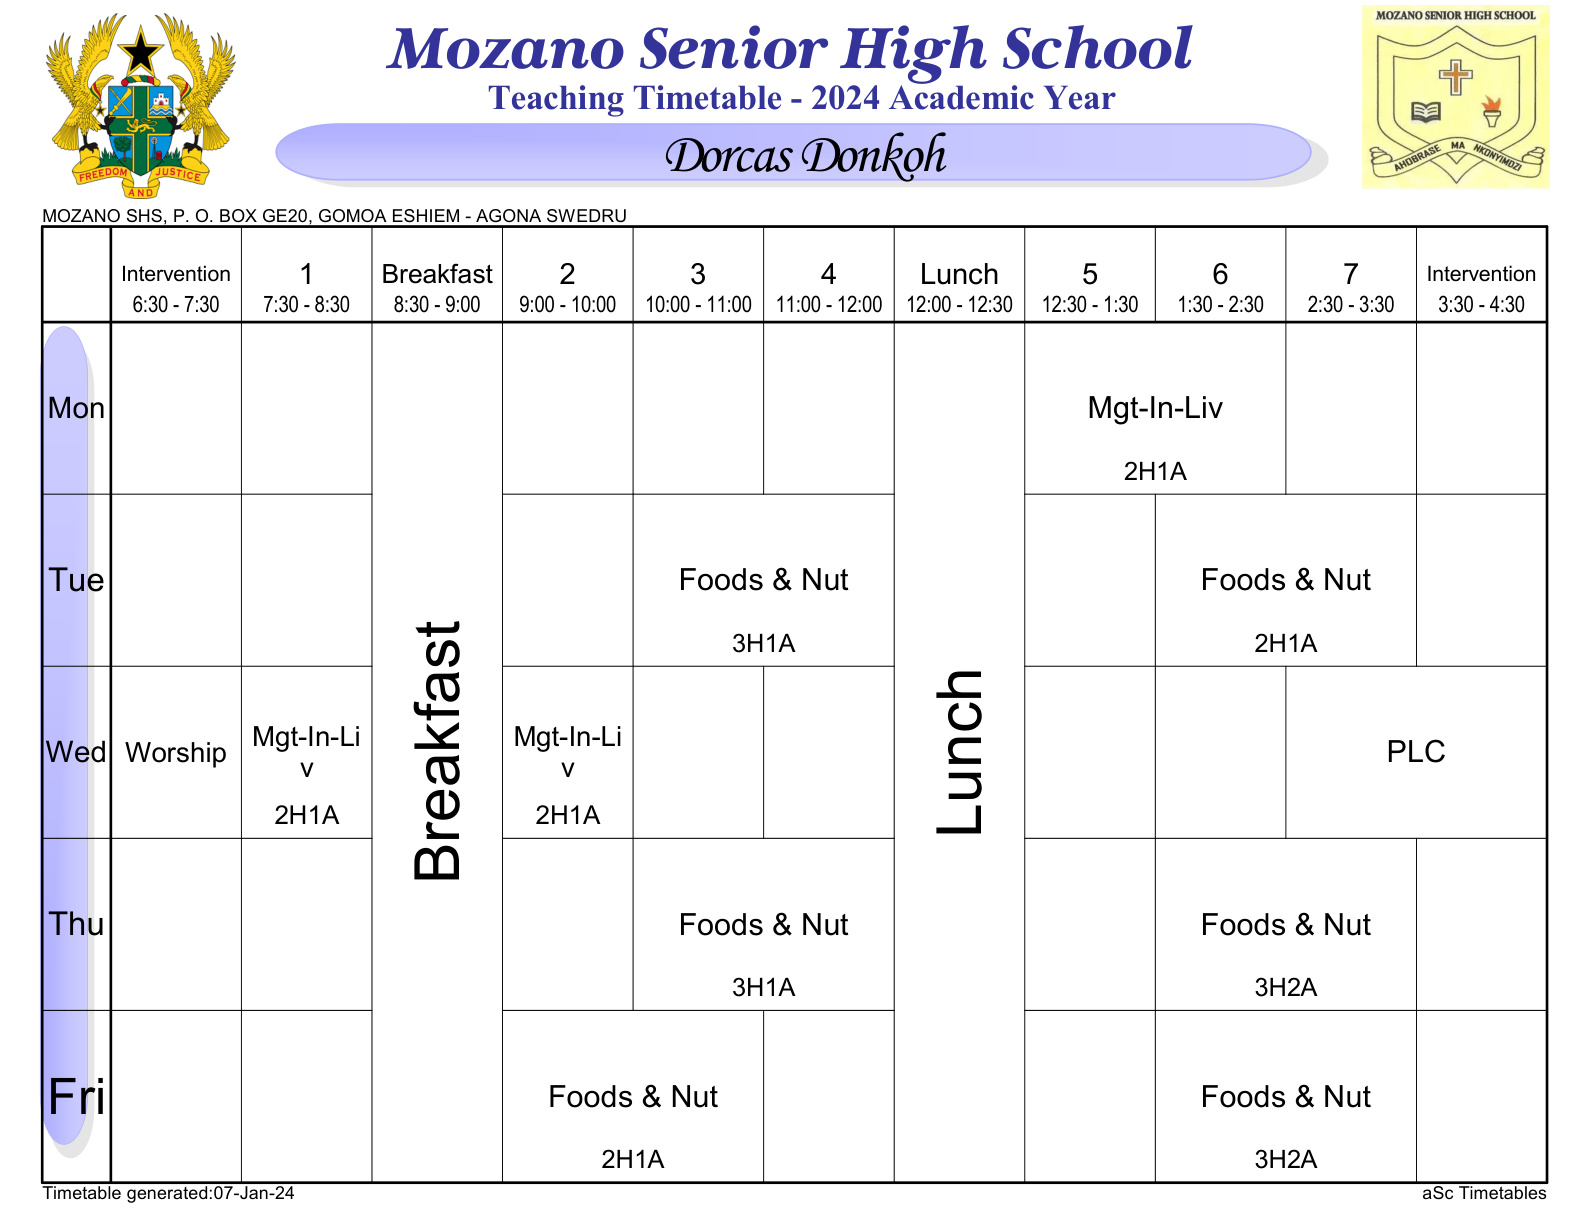 Mozano Senior High School
Teaching Timetable - 2024 Academic Year
Dorcas Donkoh
FREEDOM AND JUSTICE
MOZANO SENIOR HIGH SCHOOL
AHOBRASE MA NKONYIMDZI
MOZANO SHS, P. O. BOX GE20, GOMOA ESHIEM - AGONA SWEDRU
Intervention 1 Breakfast 2 3 4 Lunch 5 6 7 Intervention
6:30 - 7:30 7:30 - 8:30 8:30 - 9:00 9:00 - 10:00 10:00 - 11:00 11:00 - 12:00 12:00 - 12:30 12:30 - 1:30 1:30 - 2:30 2:30 - 3:30 3:30 - 4:30
Breakfast
Lunch
Mon Mgt-In-Liv
2H1A
Tue Foods & Nut Foods & Nut
3H1A 2H1A
Wed Worship Mgt-In-Li Mgt-In-Li PLC
v v
2H1A 2H1A
Thu Foods & Nut Foods & Nut
3H1A 3H2A
Fri Foods & Nut Foods & Nut
2H1A 3H2A
Timetable generated:07-Jan-24 aSc Timetables